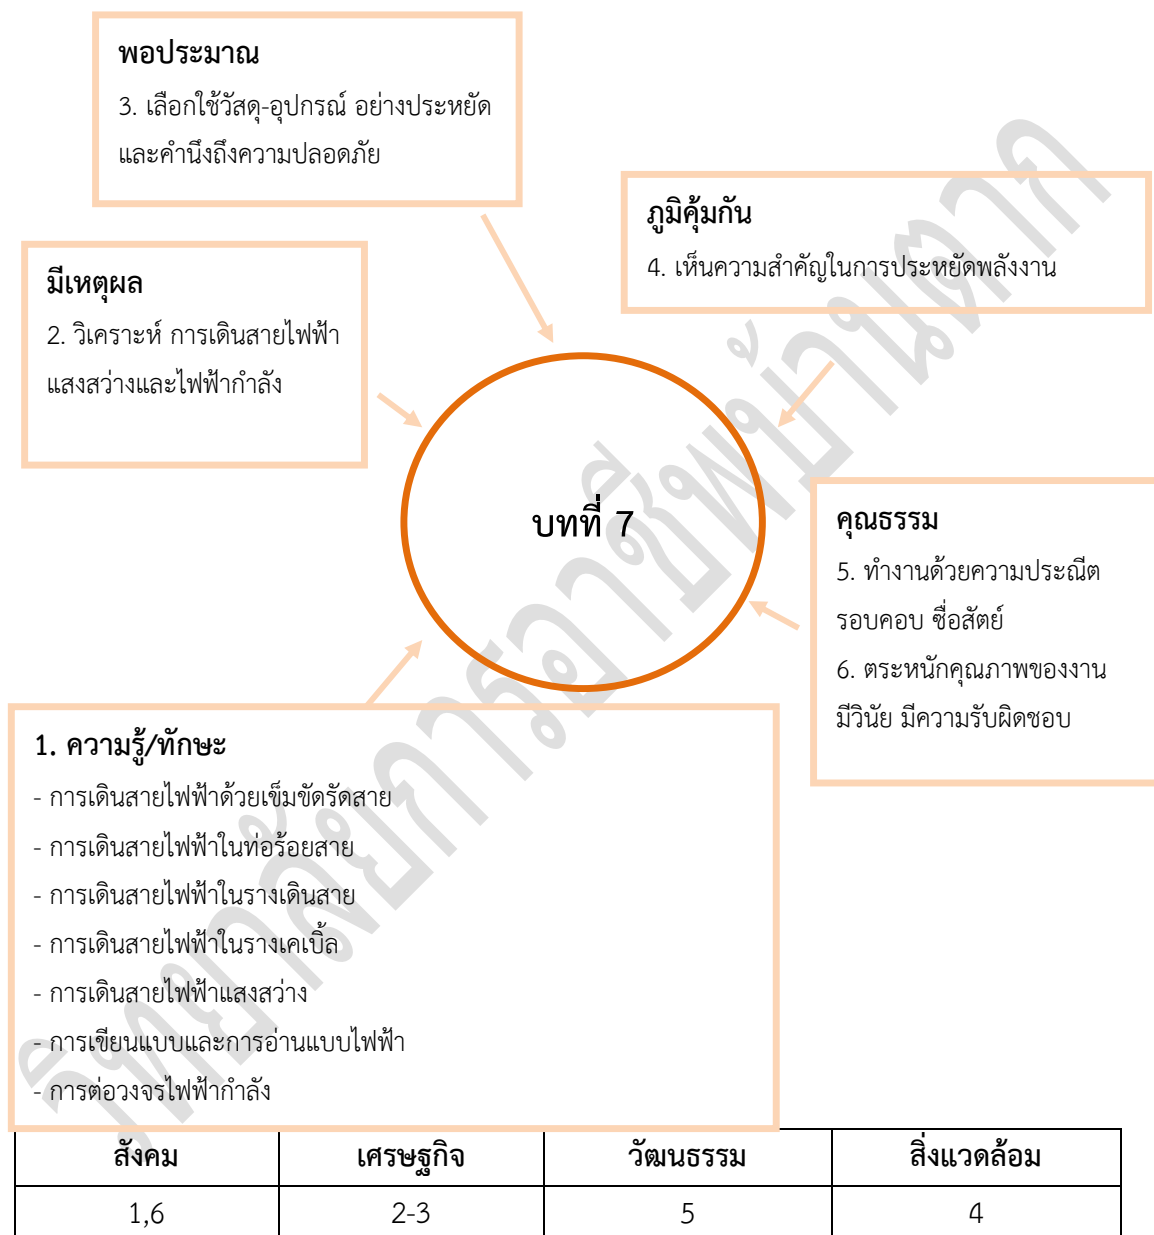 พอประมาณ
3. เลือกใช้วัสดุ-อุปกรณ์ อย่างประหยัด
และคำนึงถึงความปลอดภัย
ภูมิคุ้มกัน
4. เห็นความสำคัญในการประหยัดพลังงาน
มีเหตุผล
2. วิเคราะห์ การเดินสายไฟฟ้า
แสงสว่างและไฟฟ้ากำลัง
บทที่ 7
คุณธรรม
5. ทำงานด้วยความประณีต
รอบคอบ ซื่อสัตย์
6. ตระหนักคุณภาพของงาน
มีวินัย มีความรับผิดชอบ
1. ความรู้/ทักษะ
- การเดินสายไฟฟ้าด้วยเข็มขัดรัดสาย
- การเดินสายไฟฟ้าในท่อร้อยสาย
- การเดินสายไฟฟ้าในรางเดินสาย
- การเดินสายไฟฟ้าในรางเคเบิ้ล
- การเดินสายไฟฟ้าแสงสว่าง
- การเขียนแบบและการอ่านแบบไฟฟ้า
- การต่อวงจรไฟฟ้ากำลัง
สังคม เศรษฐกิจ วัฒนธรรม สิ่งแวดล้อม
1,6 2-3 5 4
วิทยาลัยการอาชีพบ้านตาก